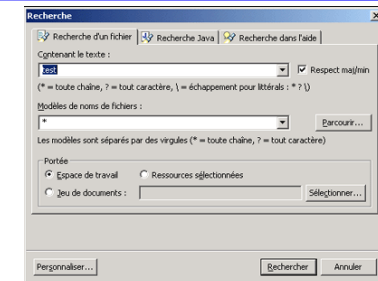 Recherche
Recherche d'un fichier Recherche Java Recherche dans l'aide
Contenant le texte :
test Respect maj/min
(* = toute chaîne, ? = tout caractère, \ = échappement pour littérals : * ? \)
Modèles de noms de fichiers :
* Parcourir...
Les modèles sont séparés par des virgules (* = toute chaîne, ? = tout caractère)
Portée
Espace de travail Ressources sélectionnées
Jeu de documents : Sélectionner...
Personnaliser... Rechercher Annuler